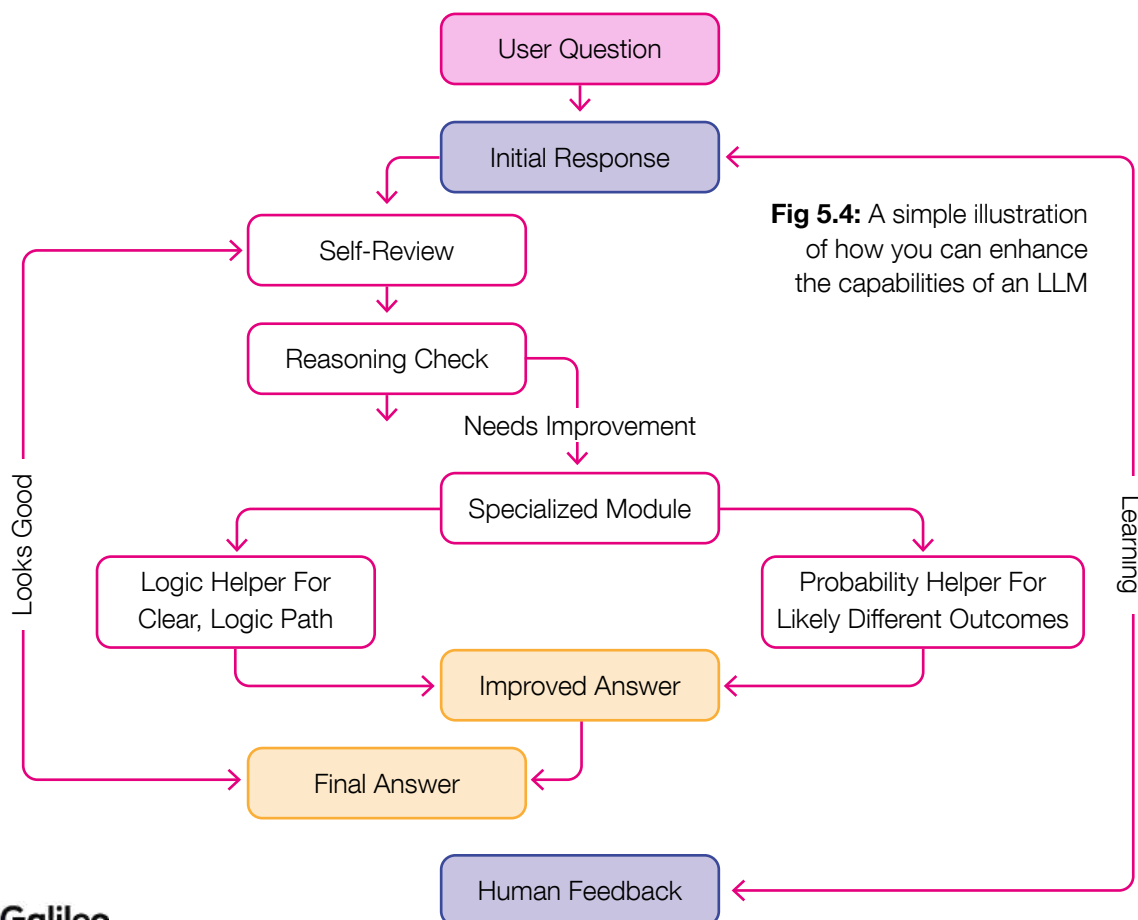 User Question
Initial Response
Fig 5.4: A simple illustration
of how you can enhance
the capabilities of an LLM
Self-Review
Reasoning Check
Needs Improvement
Specialized Module
Looks Good
Learning
Logic Helper For
Clear, Logic Path
Probability Helper For
Likely Different Outcomes
Improved Answer
Final Answer
Human Feedback
Galileo